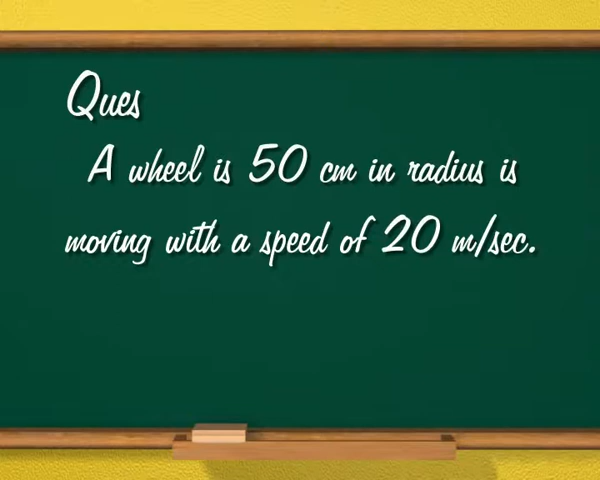 Ques
A wheel is 50 cm in radius is
moving with a speed of 20 m/sec.